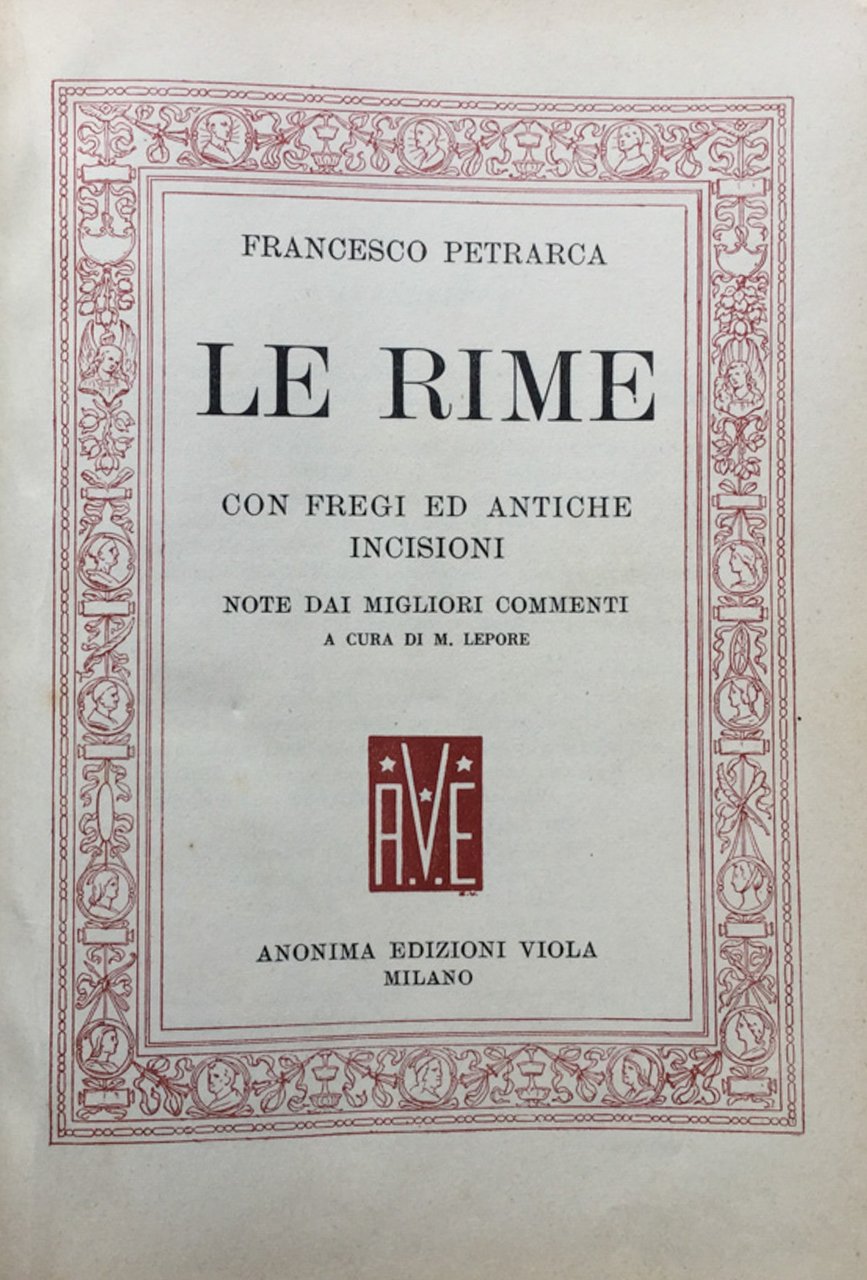 FRANCESCO PETRARCA
LE RIME
CON FREGI ED ANTICHE
INCISIONI
NOTE DAI MIGLIORI COMMENTI
A CURA DI M. LEPORE
A.V.E
ANONIMA EDIZIONI VIOLA
MILANO